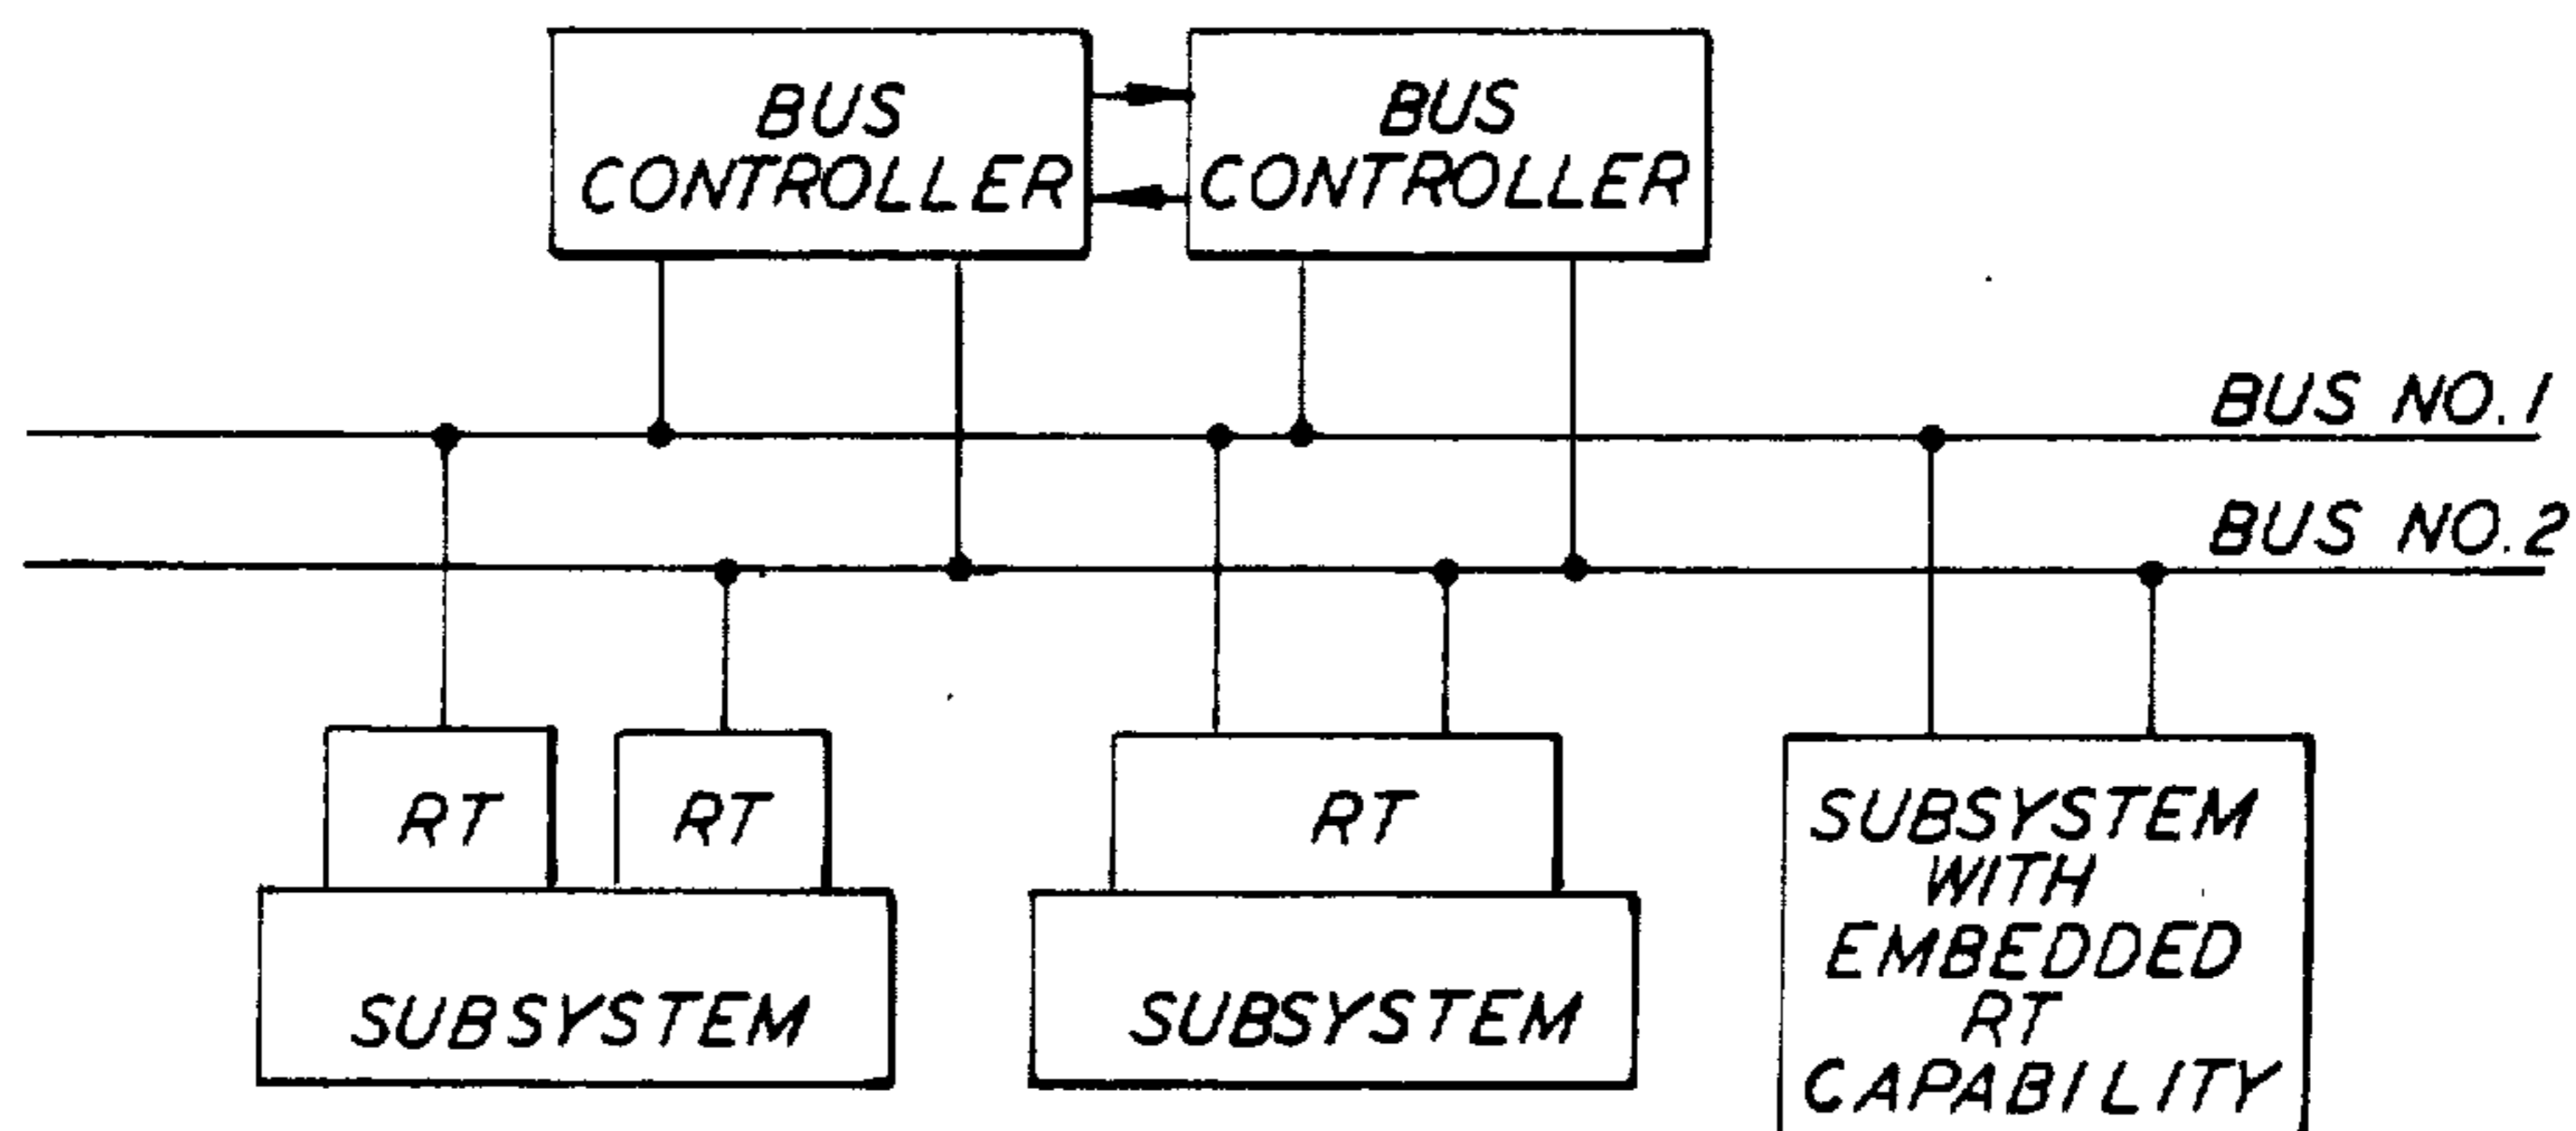 BUS
CONTROLLER
BUS
CONTROLLER
BUS NO. 1
BUS NO. 2
RT
RT
SUBSYSTEM
RT
SUBSYSTEM
SUBSYSTEM
WITH
EMBEDDED
RT
CAPABILITY